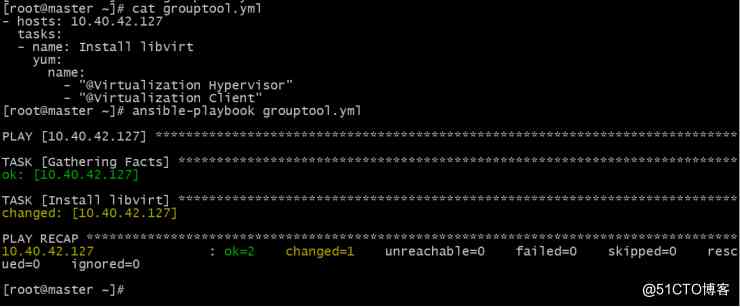 [root@master ~]# cat grouptool.yml
- hosts: 10.40.42.127
  tasks:
  - name: Install libvirt
    yum:
      name:
        - "@Virtualization Hypervisor"
        - "@Virtualization Client"
[root@master ~]# ansible-playbook grouptool.yml
PLAY [10.40.42.127] *****************************************************************************
TASK [Gathering Facts] **************************************************************************
ok: [10.40.42.127]
TASK [Install libvirt] **************************************************************************
changed: [10.40.42.127]
PLAY RECAP **************************************************************************************
10.40.42.127               : ok=2    changed=1    unreachable=0    failed=0    skipped=0    resc
ued=0    ignored=0
[root@master ~]#
@51CTO博客